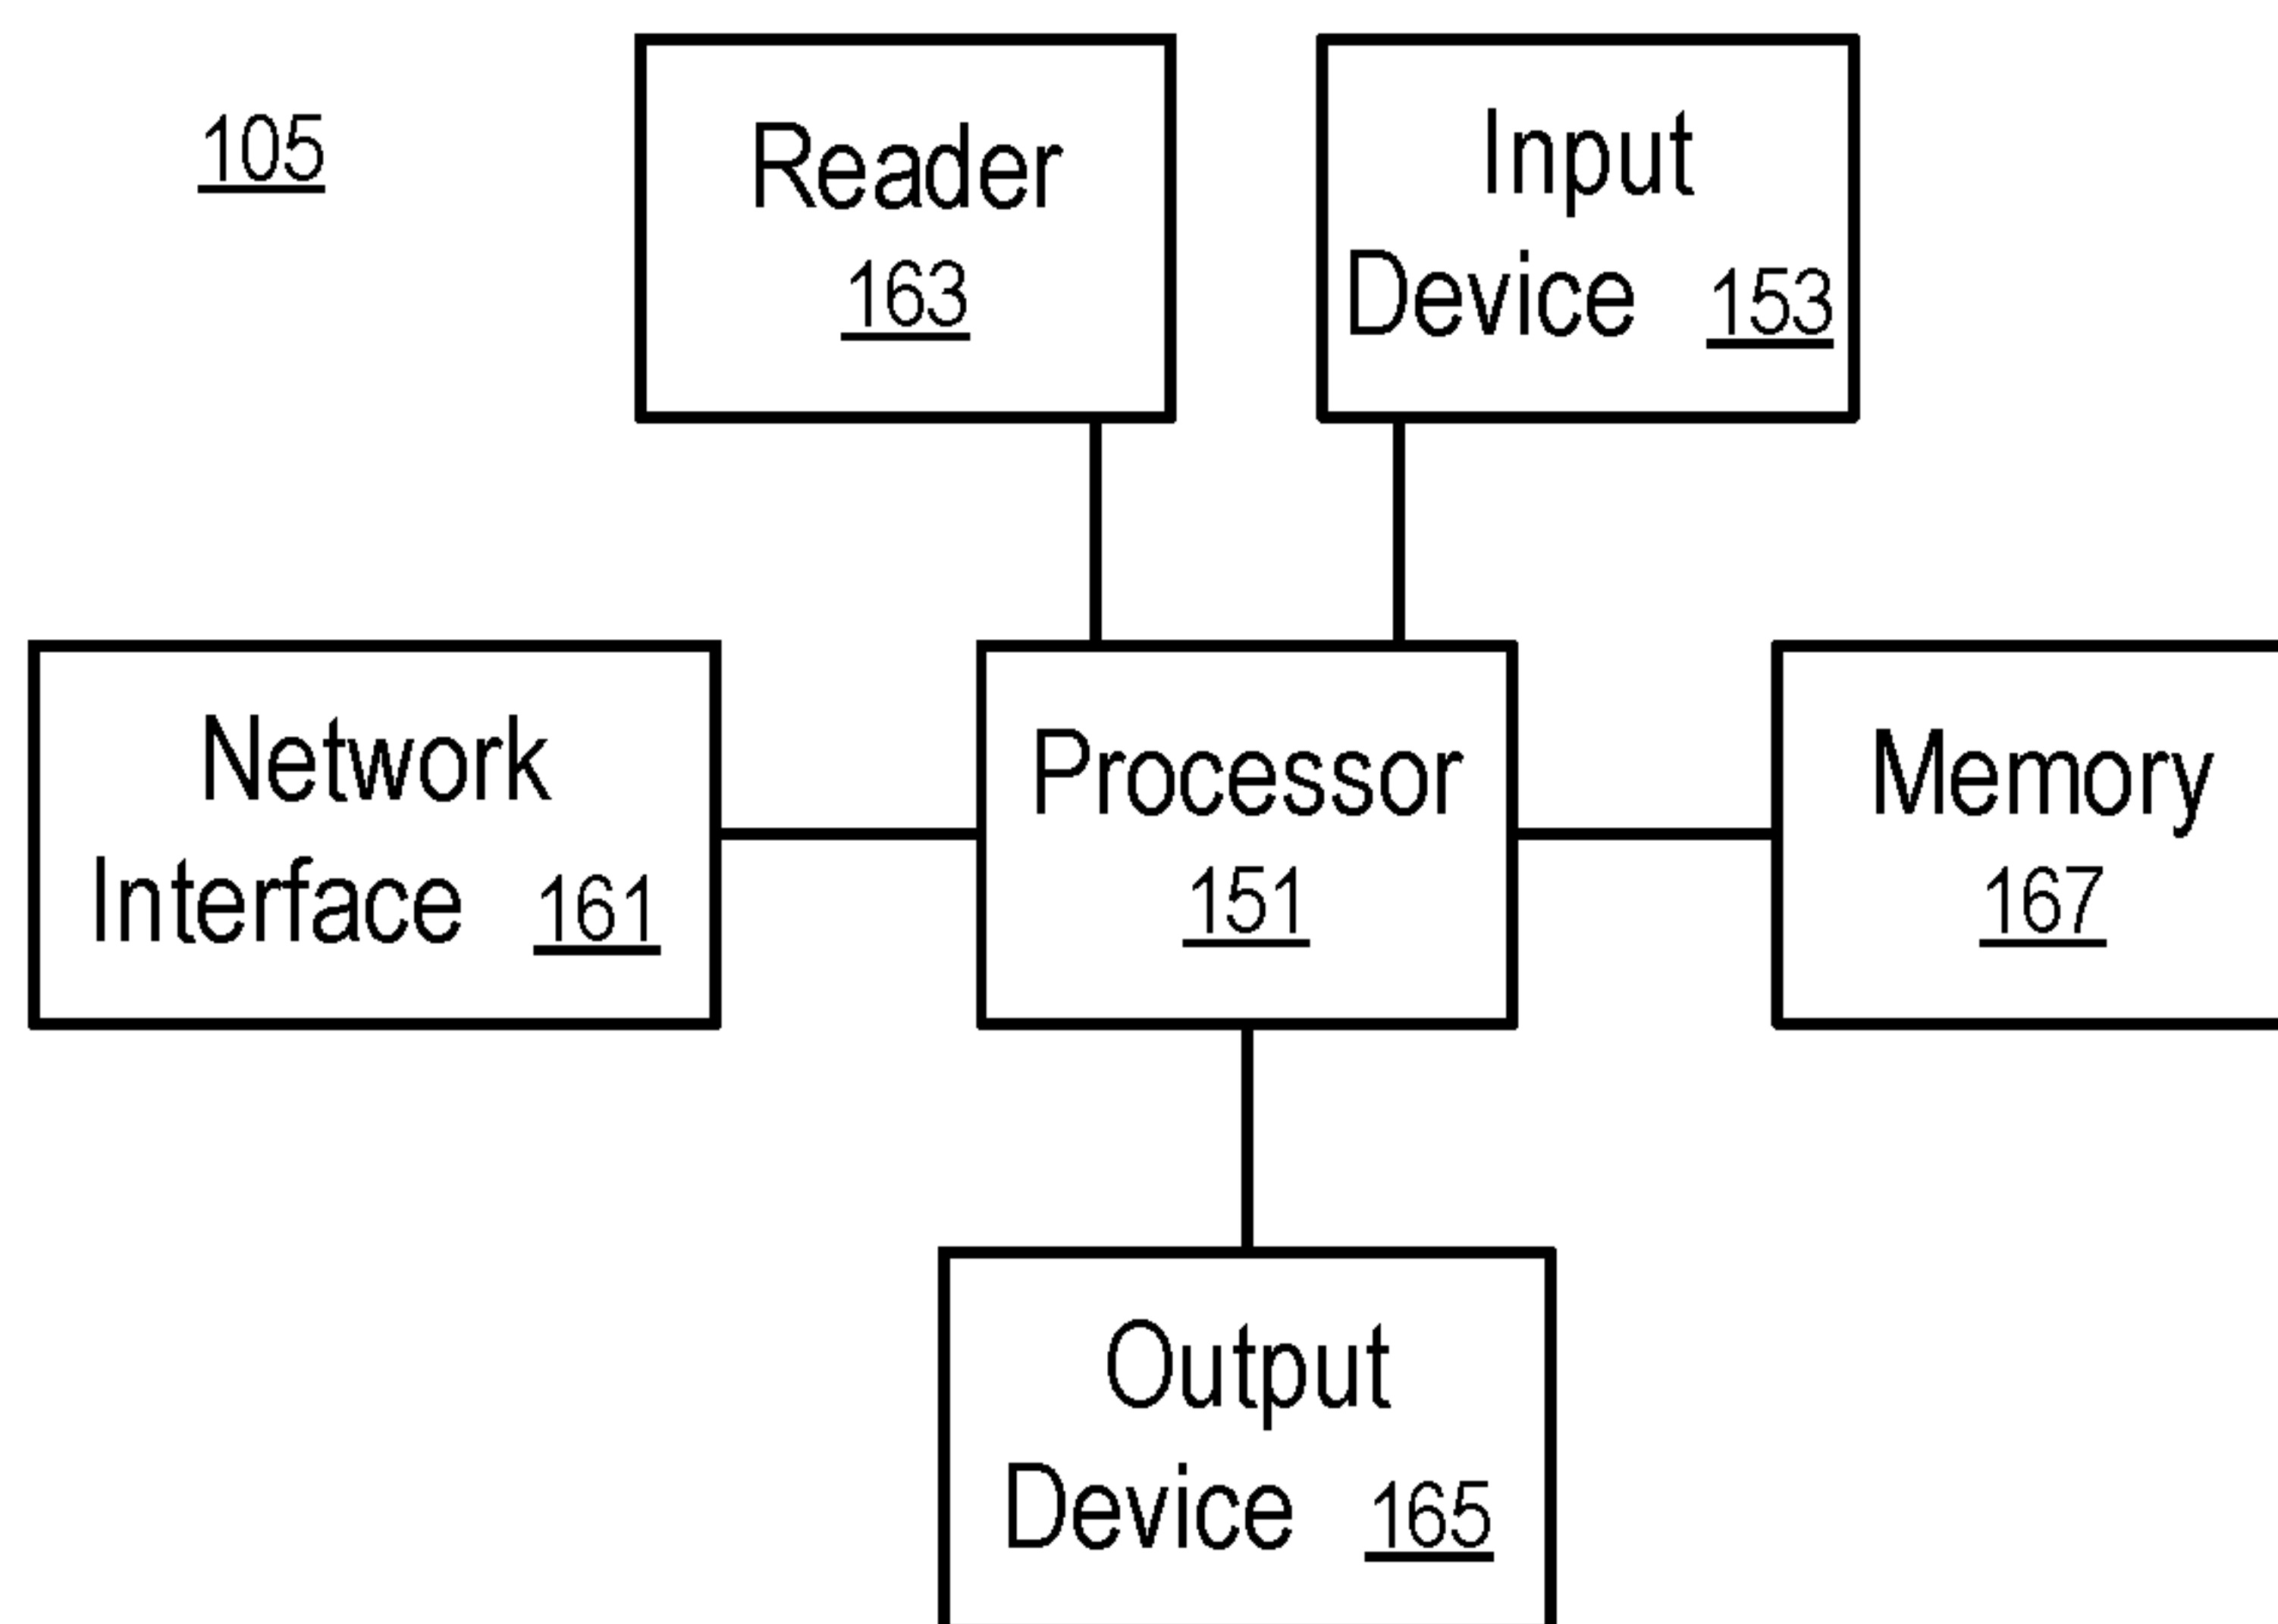 105
Reader
163
Input
Device 153
Network
Interface 161
Processor
151
Memory
167
Output
Device 165